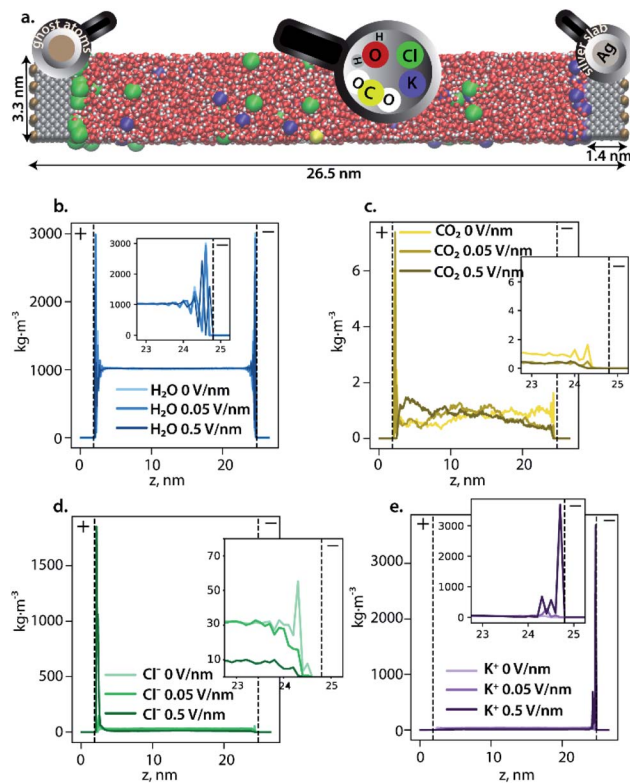 a.
ghost atoms
silver slab
Ag
H
H O Cl
O C O K
3.3 nm
1.4 nm
26.5 nm
b.
+
−
kg·m⁻³
3000
2000
1000
0
3000
2000
1000
0
23 24 25
−
H₂O 0 V/nm
H₂O 0.05 V/nm
H₂O 0.5 V/nm
0 10 20
z, nm
c.
CO₂ 0 V/nm
CO₂ 0.05 V/nm
CO₂ 0.5 V/nm
+
−
kg·m⁻³
6
4
2
0
6
4
2
0
23 24 25
−
0 10 20
z, nm
d.
+
−
kg·m⁻³
1500
1000
500
0
70
50
30
10
23 24 25
−
Cl⁻ 0 V/nm
Cl⁻ 0.05 V/nm
Cl⁻ 0.5 V/nm
0 10 20
z, nm
e.
+
−
kg·m⁻³
3000
2000
1000
0
3000
2000
1000
0
23 24 25
−
K⁺ 0 V/nm
K⁺ 0.05 V/nm
K⁺ 0.5 V/nm
0 10 20
z, nm